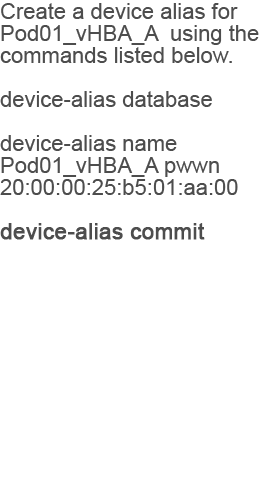 Create a device alias for
Pod01_vHBA_A  using the
commands listed below.
device-alias database
device-alias name
Pod01_vHBA_A pwwn
20:00:00:25:b5:01:aa:00
device-alias commit